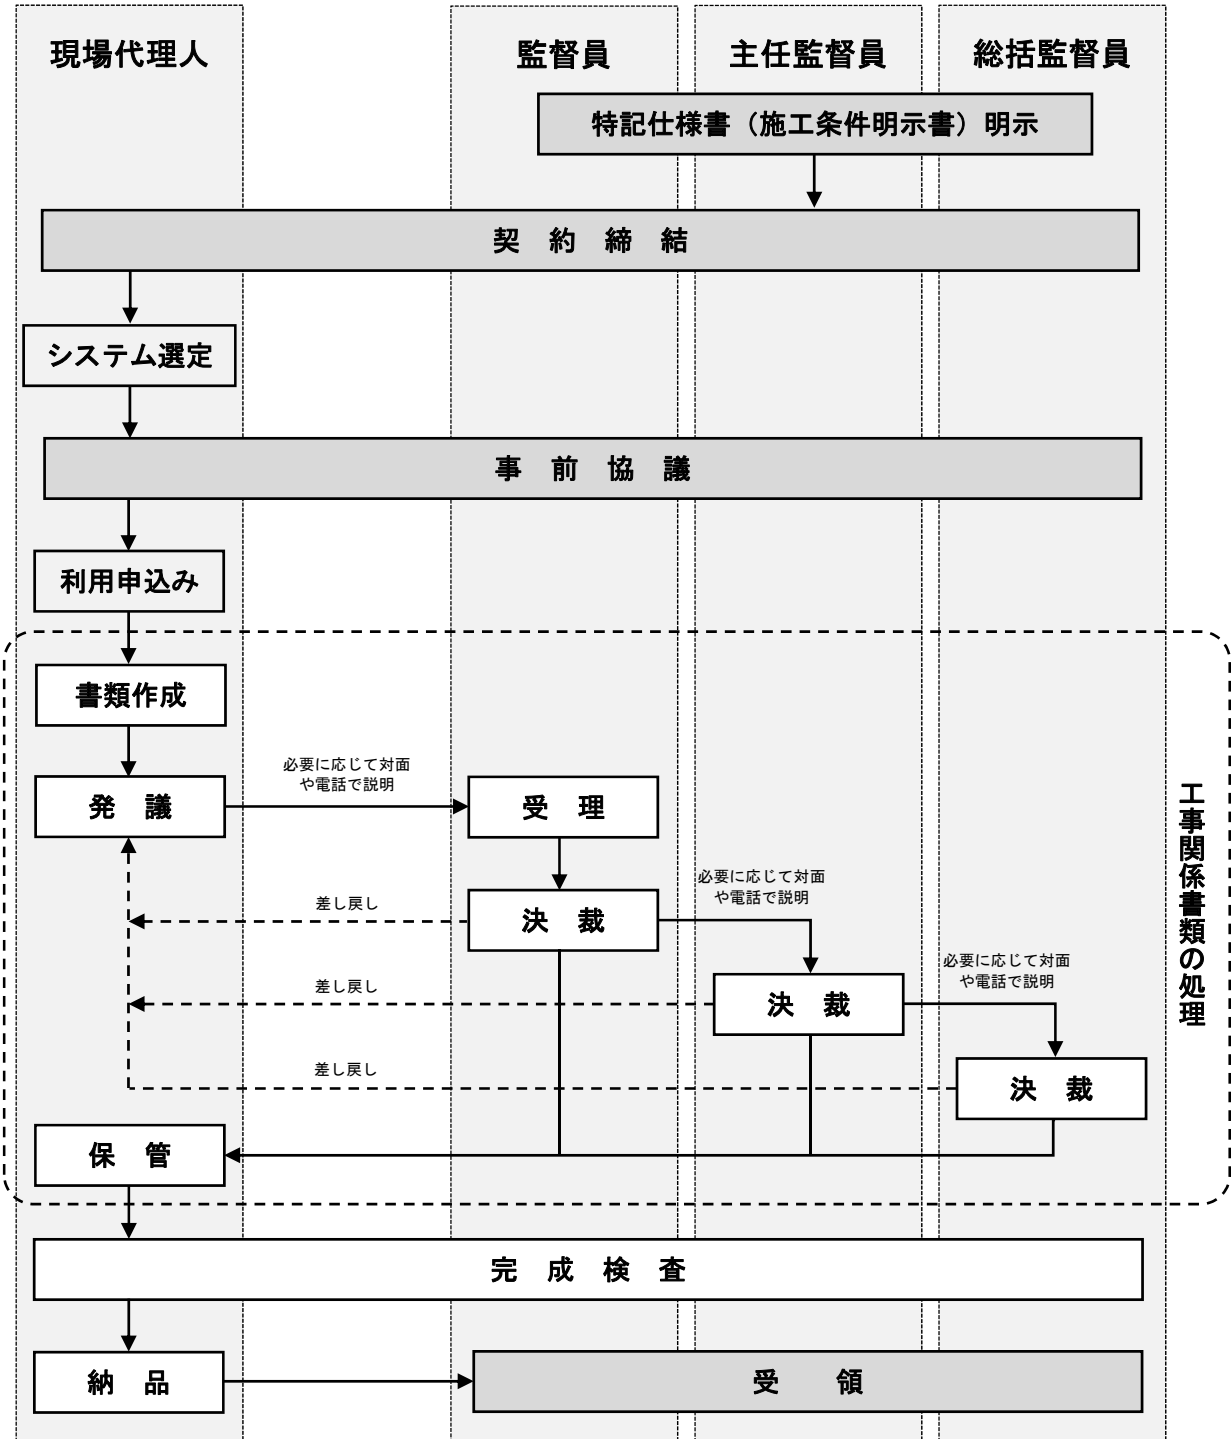 現場代理人
監督員
主任監督員
総括監督員
特記仕様書（施工条件明示書）明示
契　約　締　結
システム選定
事　前　協　議
利用申込み
書類作成
発　議
必要に応じて対面
や電話で説明
受　理
差し戻し
決　裁
必要に応じて対面
や電話で説明
差し戻し
決　裁
必要に応じて対面
や電話で説明
差し戻し
決　裁
工事関係書類の処理
保　管
完　成　検　査
納　品
受　　領